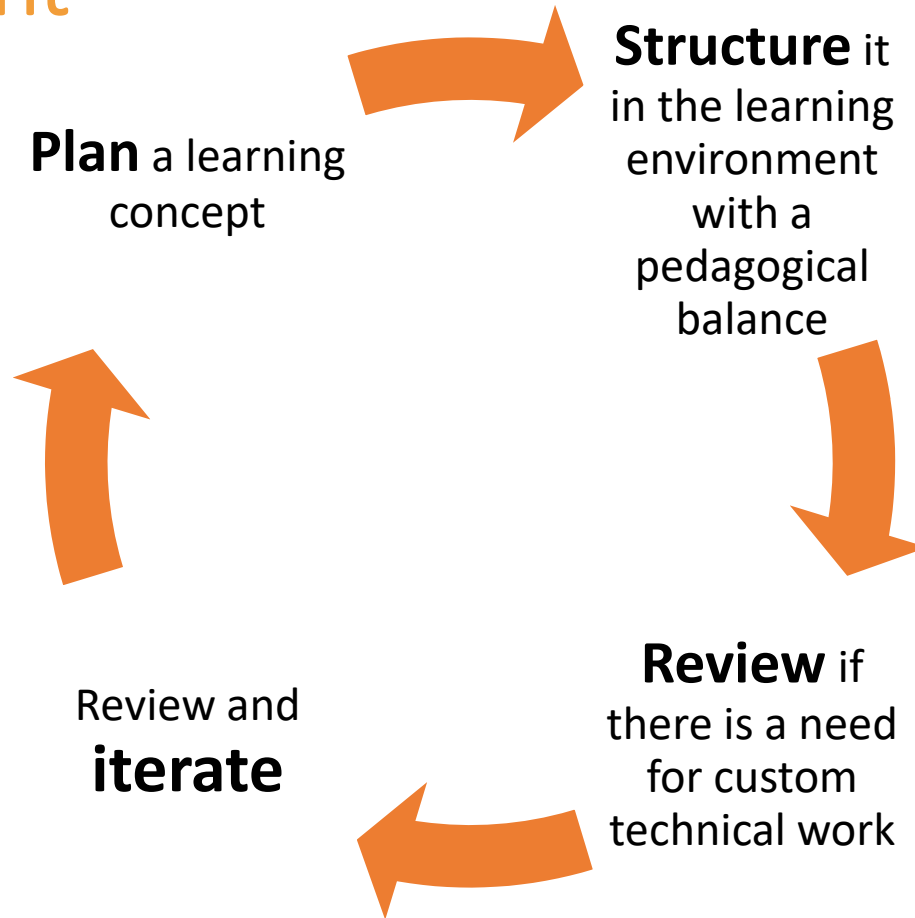 Plan a learning
concept
Structure it
in the learning
environment
with a
pedagogical
balance
Review if
there is a need
for custom
technical work
Review and
iterate